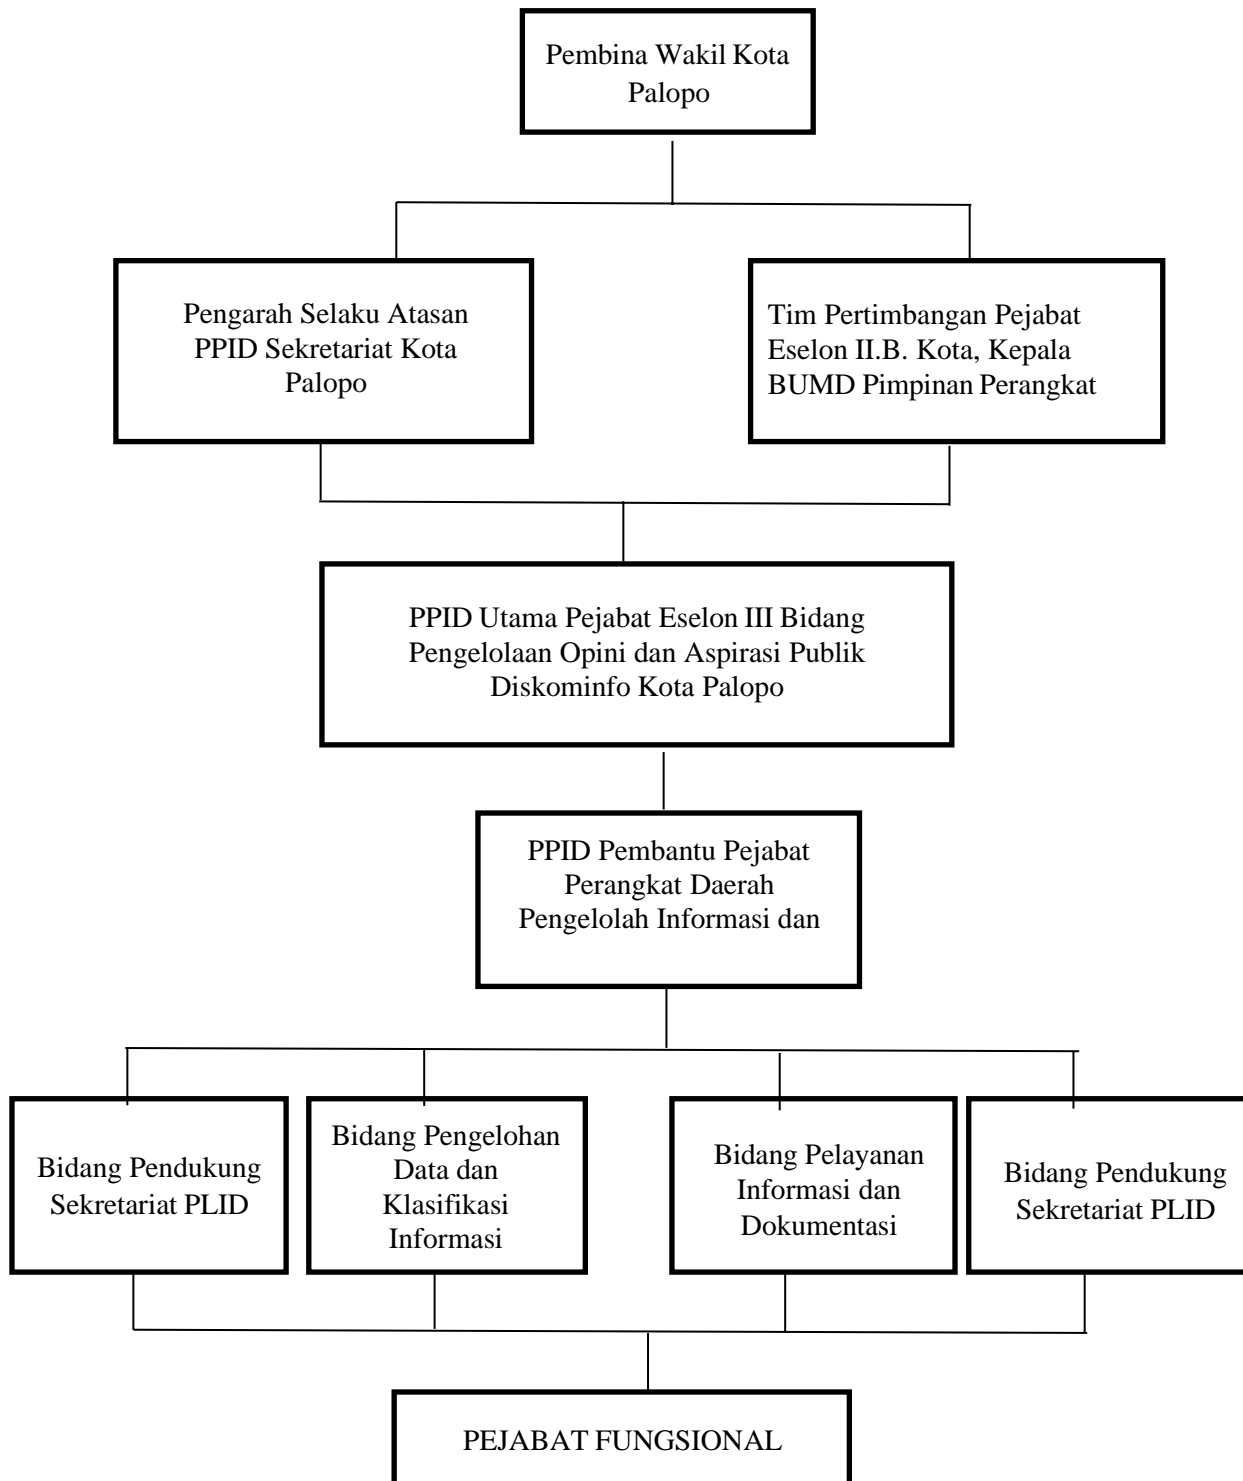 Pembina Wakil Kota
Palopo
Pengarah Selaku Atasan
PPID Sekretariat Kota
Palopo
Tim Pertimbangan Pejabat
Eselon II.B. Kota, Kepala
BUMD Pimpinan Perangkat
PPID Utama Pejabat Eselon III Bidang
Pengelolaan Opini dan Aspirasi Publik
Diskominfo Kota Palopo
PPID Pembantu Pejabat
Perangkat Daerah
Pengelolah Informasi dan
Bidang Pendukung
Sekretariat PLID
Bidang Pengelohan
Data dan
Klasifikasi
Informasi
Bidang Pelayanan
Informasi dan
Dokumentasi
Bidang Pendukung
Sekretariat PLID
PEJABAT FUNGSIONAL